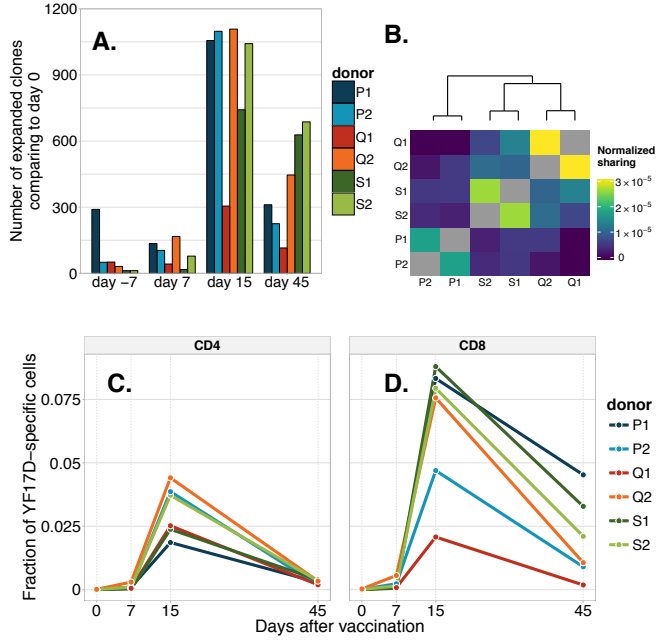 A.
1200
900
600
300
0
Number of expanded clones
comparing to day 0
day −7 day 7 day 15 day 45
donor
P1
P2
Q1
Q2
S1
S2
B.
Q1
Q2
S1
S2
P1
P2
P2 P1 S2 S1 Q2 Q1
Normalized
sharing
3 × 10⁻⁵
2 × 10⁻⁵
1 × 10⁻⁵
0
CD4
CD8
C.
D.
0.075
0.05
0.025
0
Fraction of YF17D−specific cells
0 7 15 45
0 7 15 45
Days after vaccination
donor
P1
P2
Q1
Q2
S1
S2